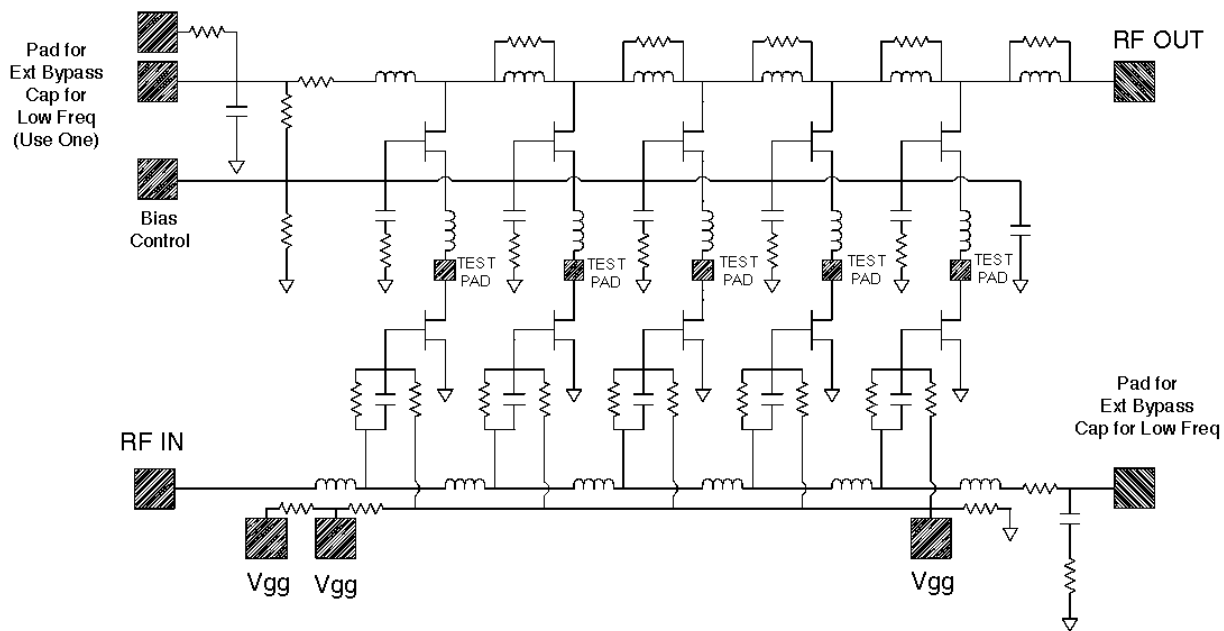 Pad for
Ext Bypass
Cap for
Low Freq
(Use One)
RF OUT
Bias
Control
TEST
PAD
TEST
PAD
TEST
PAD
TEST
PAD
TEST
PAD
Pad for
Ext Bypass
Cap for Low Freq
RF IN
Vgg
Vgg
Vgg